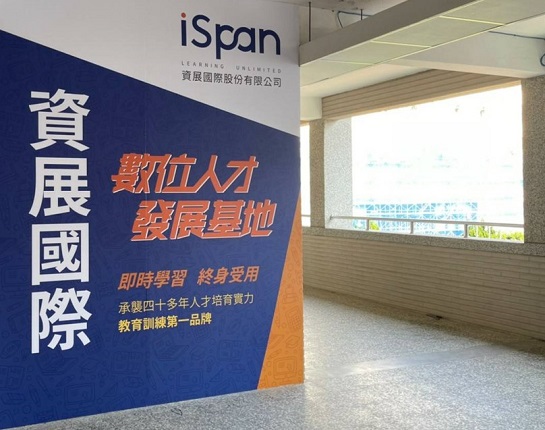 iSpan
LEARNING UNLIMITED
資展國際股份有限公司
資展國際
數位人才
發展基地
即時學習 終身受用
承襲四十多年人才培育實力
教育訓練第一品牌